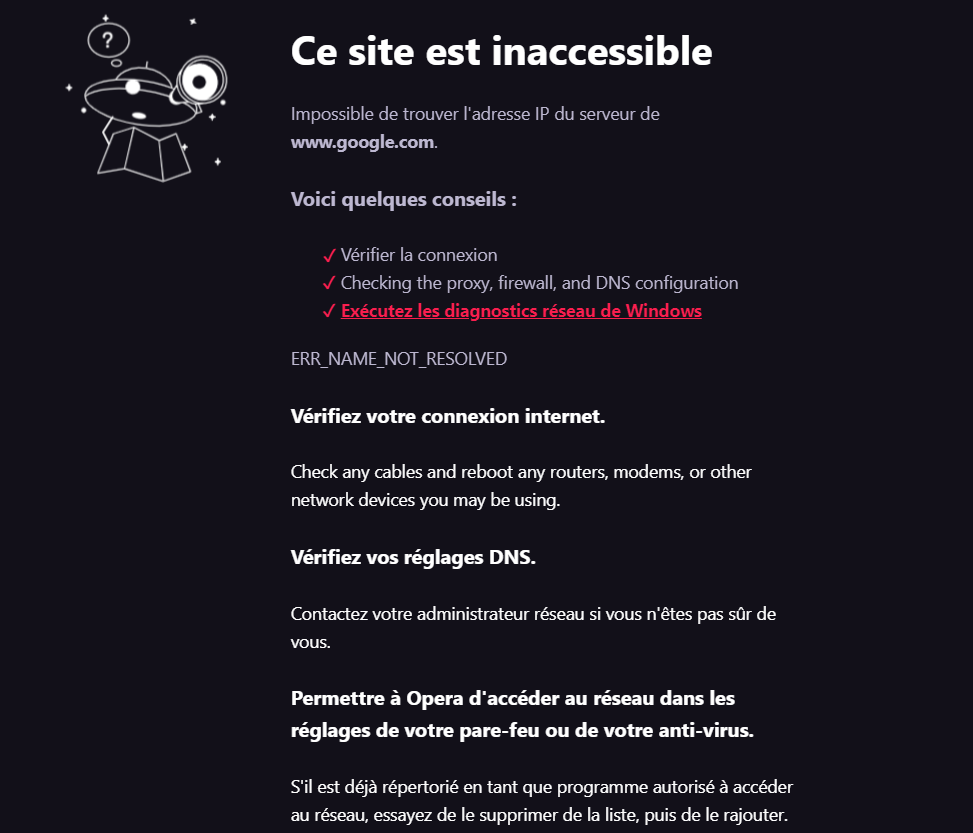 ?
Ce site est inaccessible
Impossible de trouver l'adresse IP du serveur de
www.google.com.
Voici quelques conseils :
✓ Vérifier la connexion
✓ Checking the proxy, firewall, and DNS configuration
✓ Exécutez les diagnostics réseau de Windows
ERR_NAME_NOT_RESOLVED
Vérifiez votre connexion internet.
Check any cables and reboot any routers, modems, or other
network devices you may be using.
Vérifiez vos réglages DNS.
Contactez votre administrateur réseau si vous n'êtes pas sûr de
vous.
Permettre à Opera d'accéder au réseau dans les
réglages de votre pare-feu ou de votre anti-virus.
S'il est déjà répertorié en tant que programme autorisé à accéder
au réseau, essayez de le supprimer de la liste, puis de le rajouter.